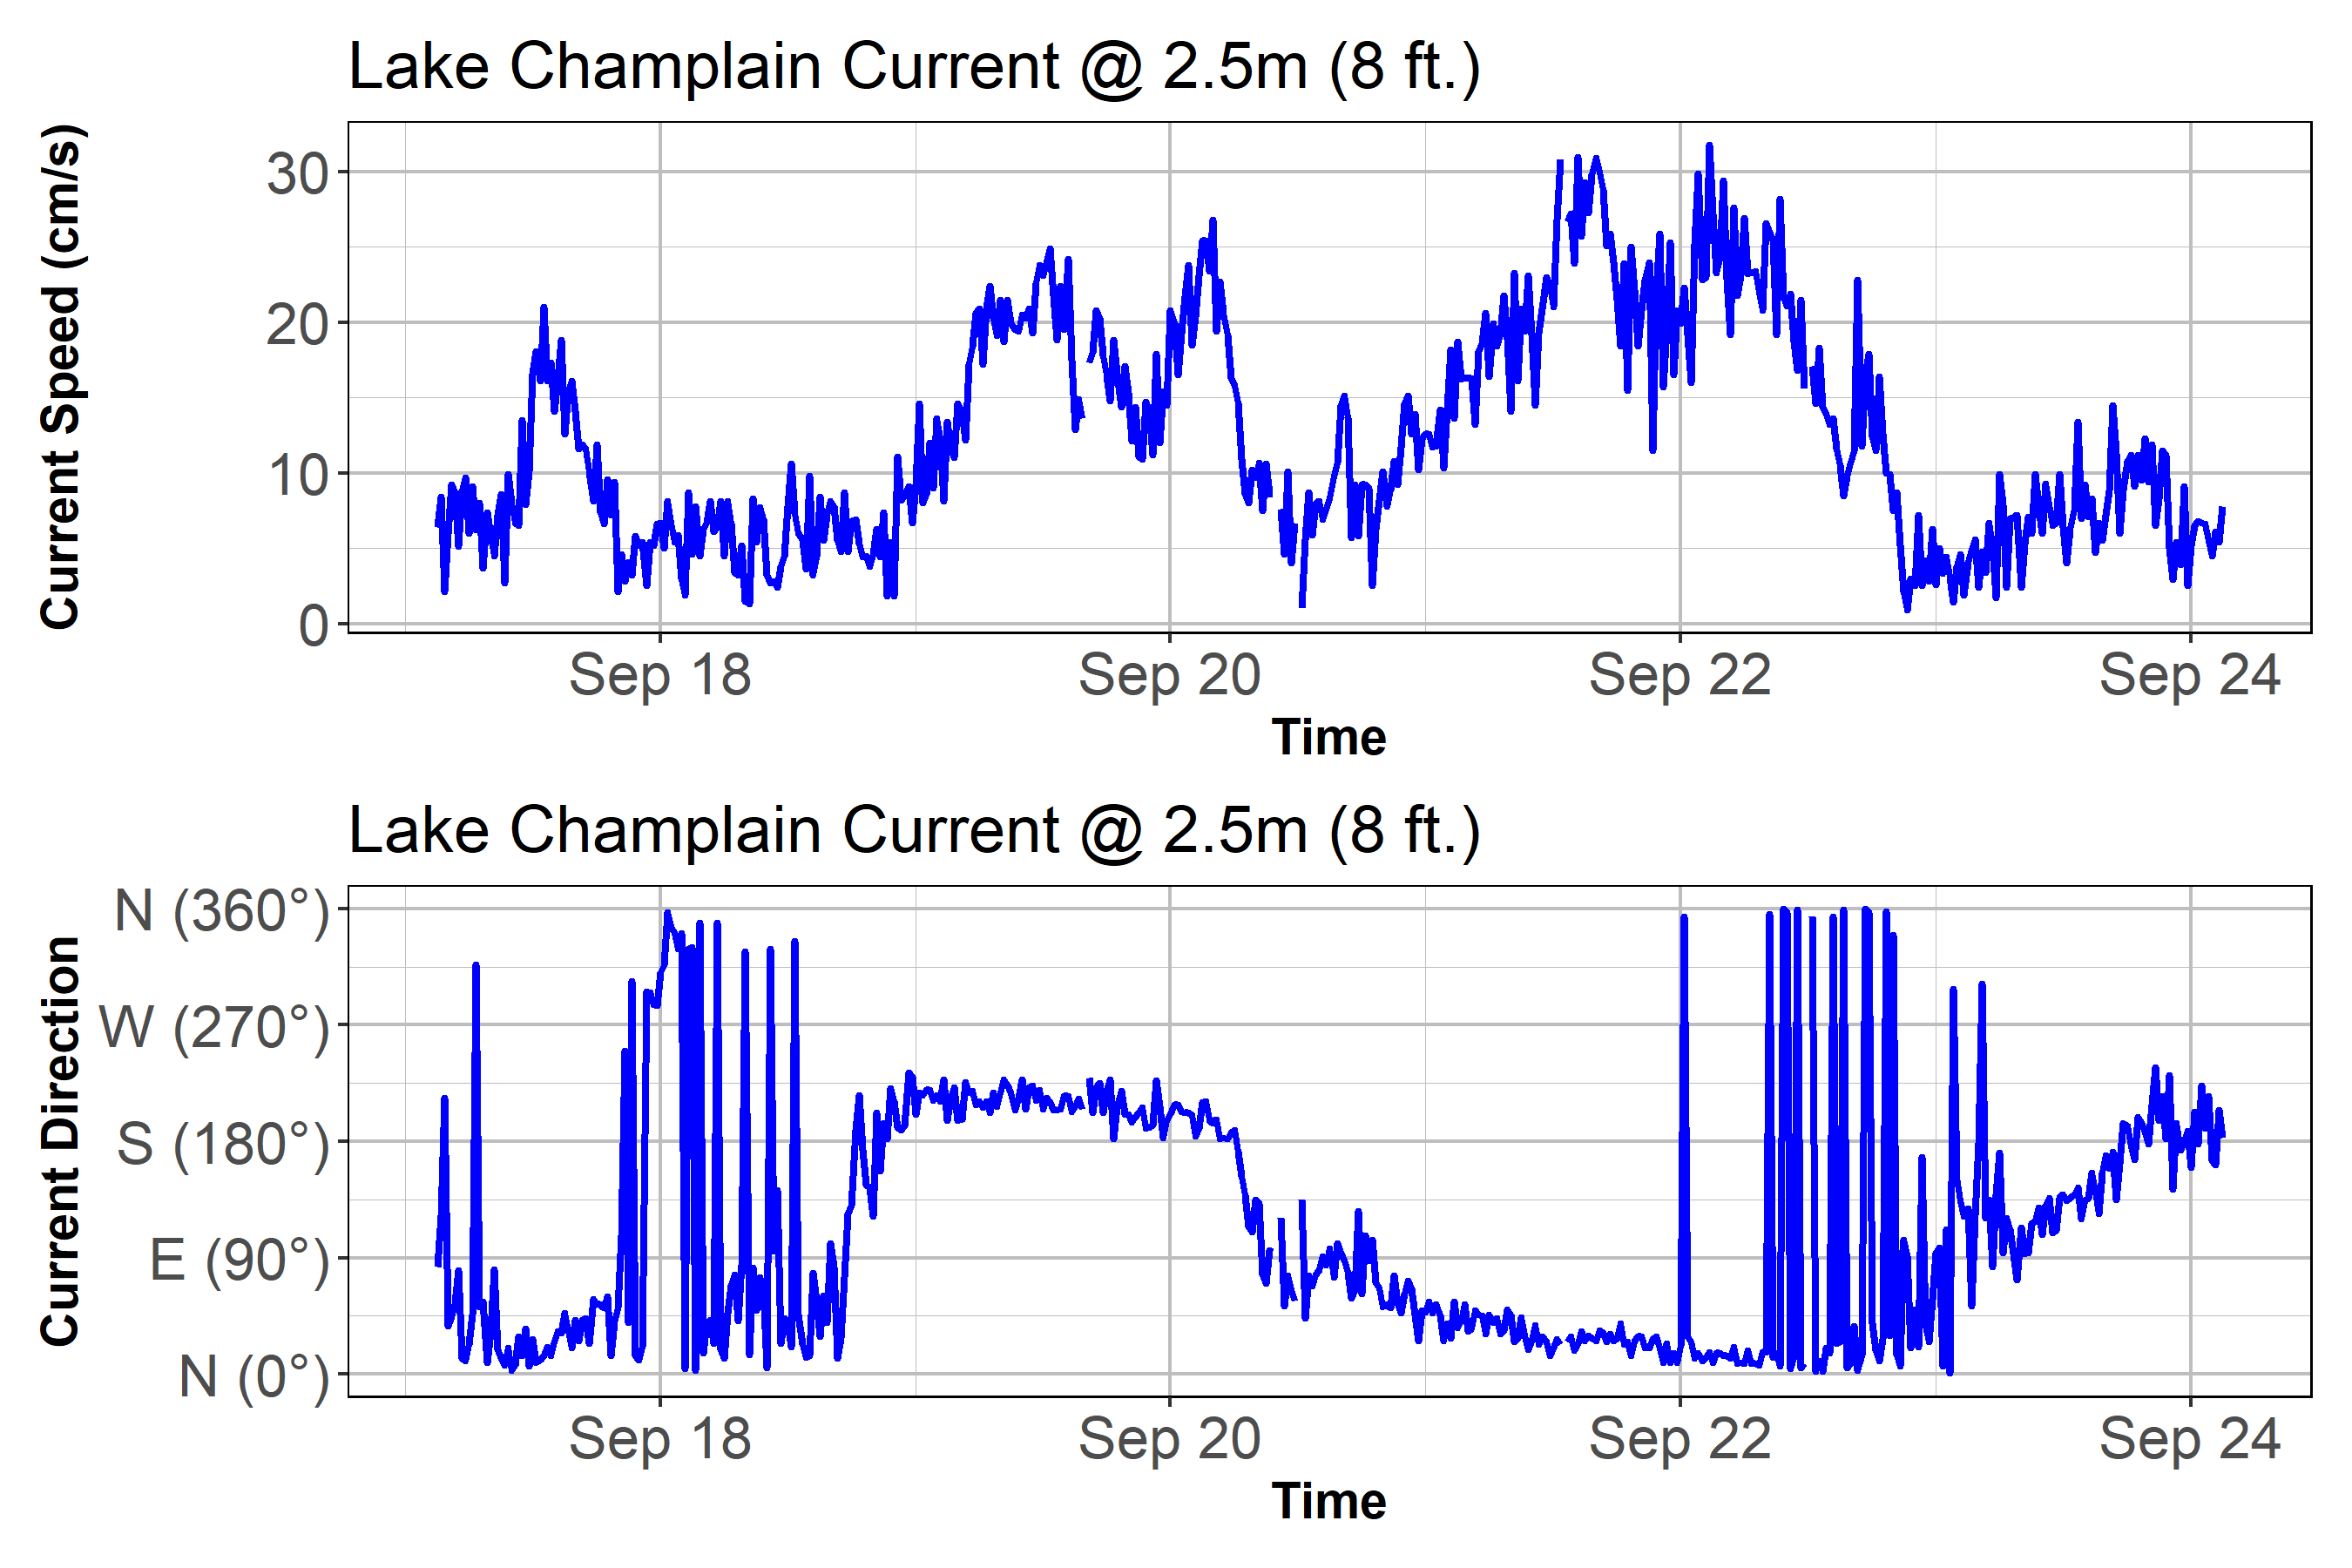 Lake Champlain Current @ 2.5m (8 ft.)
Current Speed (cm/s)
30
20
10
0
Sep 18 Sep 20 Sep 22 Sep 24
Time
Lake Champlain Current @ 2.5m (8 ft.)
Current Direction
N (360°)
W (270°)
S (180°)
E (90°)
N (0°)
Sep 18 Sep 20 Sep 22 Sep 24
Time